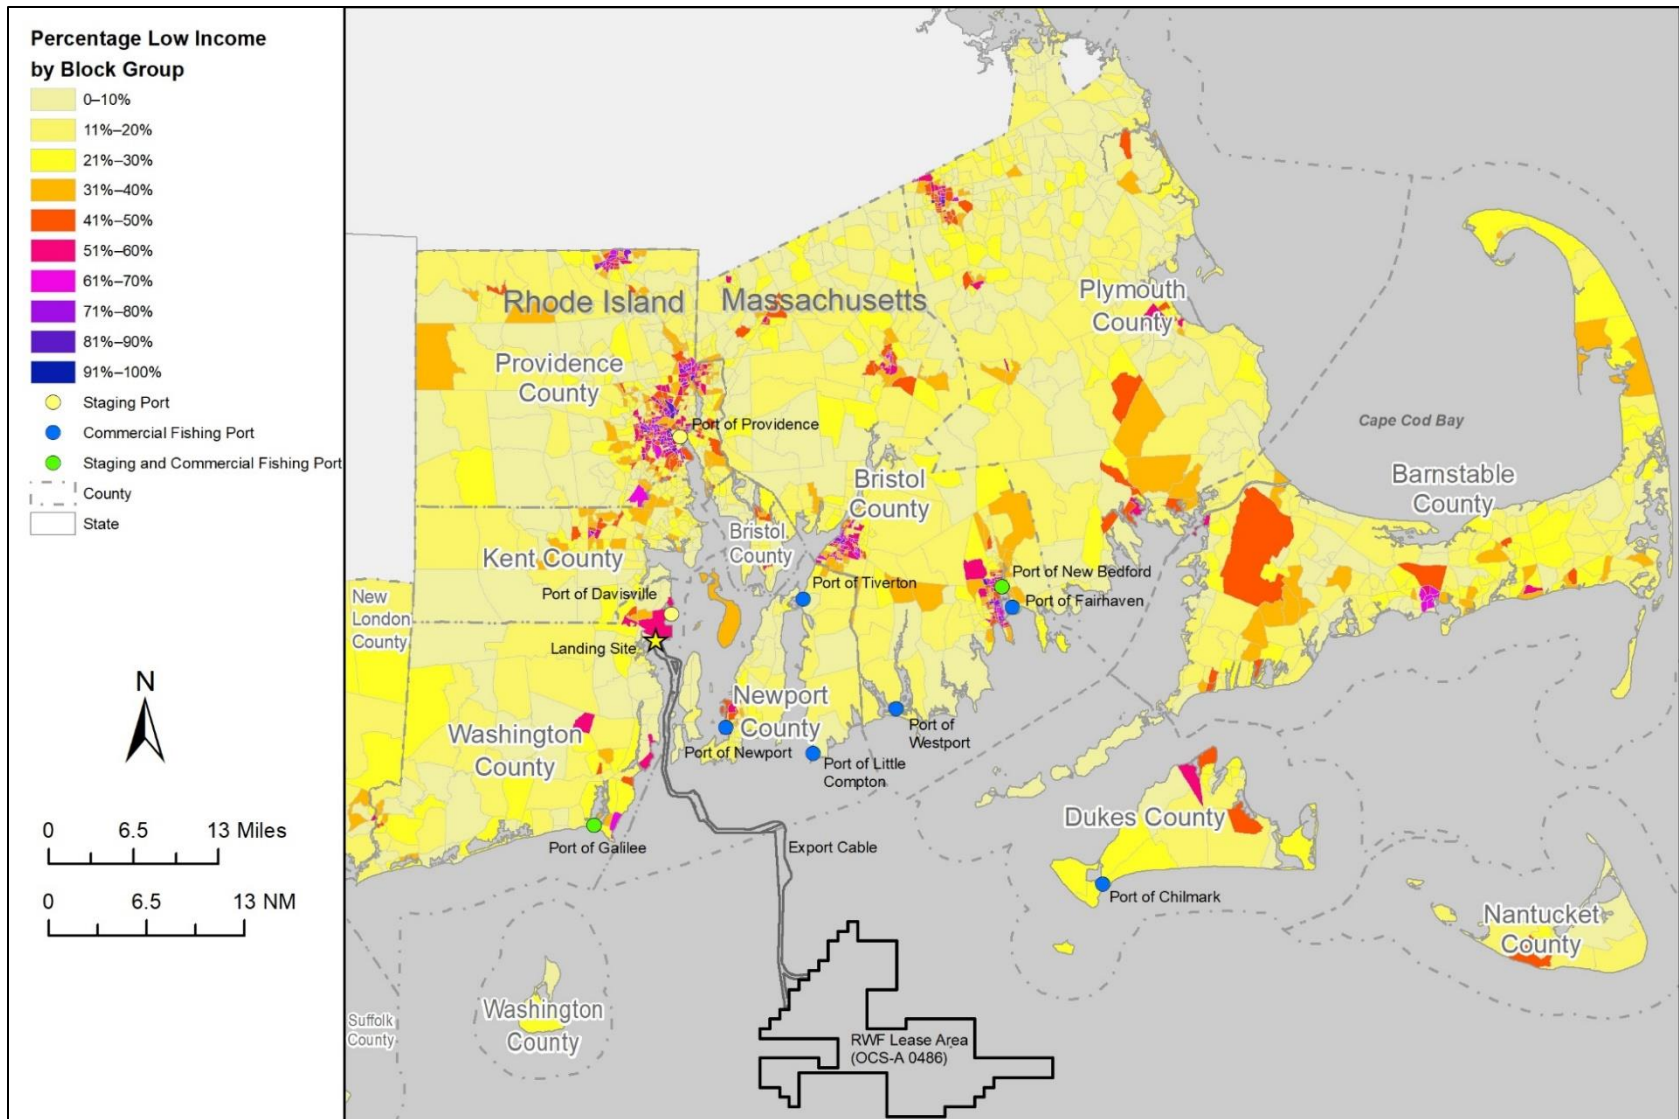 Percentage Low Income
by Block Group
0–10%
11%–20%
21%–30%
31%–40%
41%–50%
51%–60%
61%–70%
71%–80%
81%–90%
91%–100%
Staging Port
Commercial Fishing Port
Staging and Commercial Fishing Port
County
State
N
0 6.5 13 Miles
0 6.5 13 NM
Rhode Island
Massachusetts
Plymouth
County
Providence
County
Port of Providence
Cape Cod Bay
Barnstable
County
Bristol
County
Bristol
County
Kent County
Port of Davisville
Port of Tiverton
Port of New Bedford
Port of Fairhaven
New
London
County
Landing Site
Newport
County
Washington
County
Port of Newport
Port of
Westport
Port of Little
Compton
Dukes County
Port of Galilee
Export Cable
Port of Chilmark
Nantucket
County
Washington
County
Suffolk
County
RWF Lease Area
(OCS-A 0486)